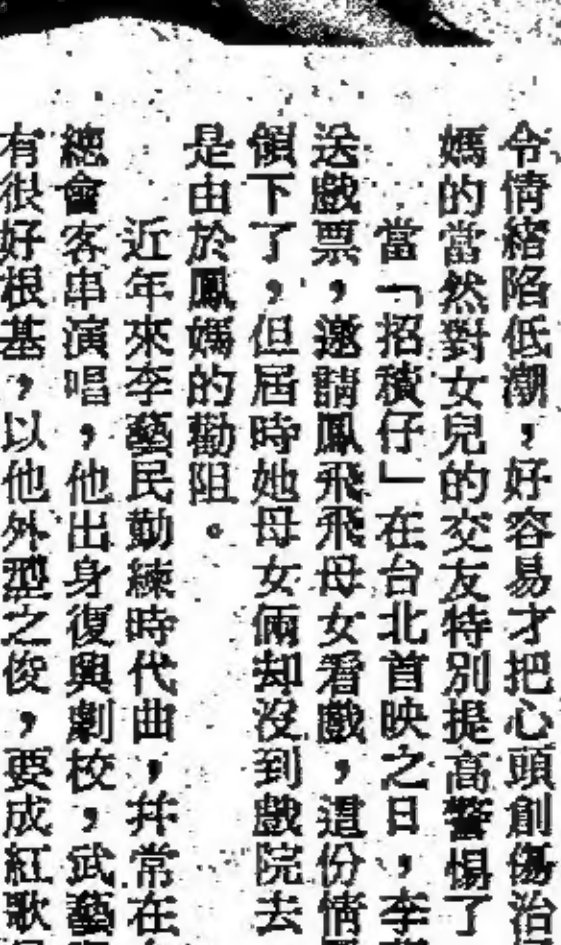 令情緒陷低潮，好容易才把心頭創傷治
媽的當然對女兒的交友特別提高警惕了
當「招積仔」在台北首映之日，李
送戲票，邀請鳳飛飛母女看戲，這份情
領下了，但屆時她母女倆却沒到戲院去
是由於鳳媽的勸阻。
近年來李藝民勤練時代曲，幷常在
總會客串演唱，他出身復興劇校，武藝
有很好根基，以他外型之俊，要成紅歌